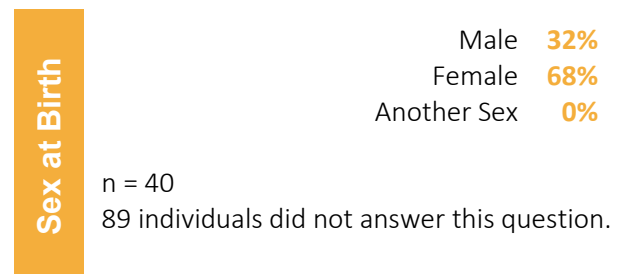 Sex at Birth
Male 32%
Female 68%
Another Sex 0%
n = 40
89 individuals did not answer this question.